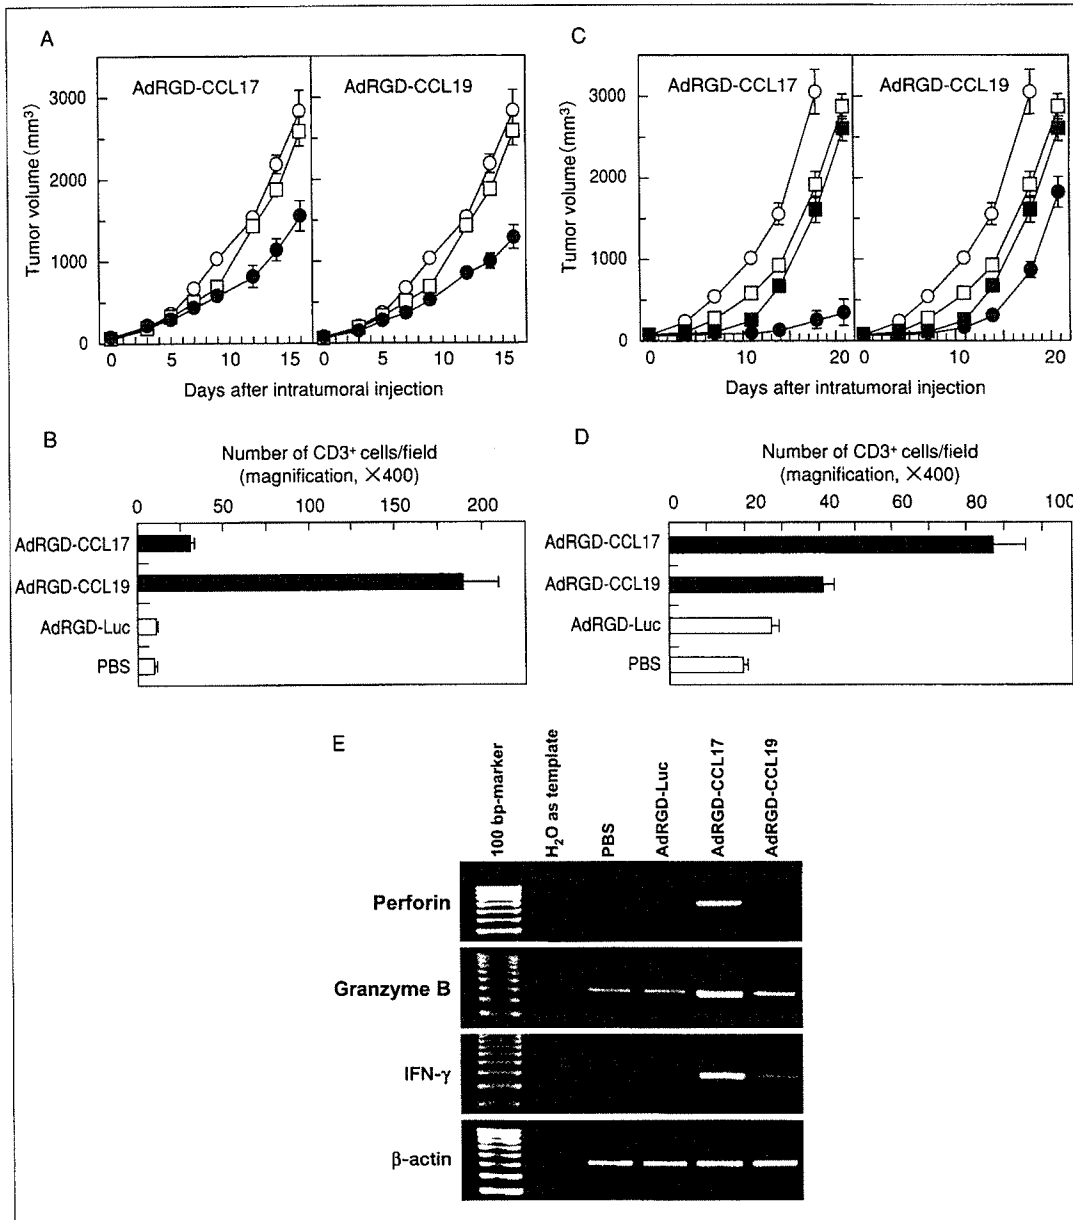 A
AdRGD-CCL17
AdRGD-CCL19
Tumor volume (mm³)
3000
2000
1000
0
0 5 10 15 0 5 10 15
Days after intratumoral injection
C
AdRGD-CCL17
AdRGD-CCL19
Tumor volume (mm³)
3000
2000
1000
0
0 10 20 0 10 20
Days after intratumoral injection
B
Number of CD3⁺ cells/field
(magnification, ×400)
0 50 100 150 200
AdRGD-CCL17
AdRGD-CCL19
AdRGD-Luc
PBS
D
Number of CD3⁺ cells/field
(magnification, ×400)
0 20 40 60 80 100
AdRGD-CCL17
AdRGD-CCL19
AdRGD-Luc
PBS
E
100 bp-marker
H₂O as template
PBS
AdRGD-Luc
AdRGD-CCL17
AdRGD-CCL19
Perforin
Granzyme B
IFN-γ
β-actin